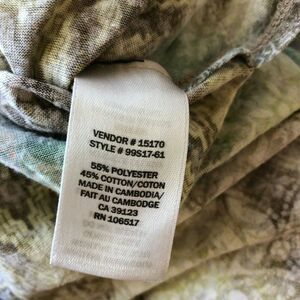 VENDOR # 15170
STYLE # 99S17-61
55% POLYESTER
45% COTTON/COTON
MADE IN CAMBODIA/
FAIT AU CAMBODGE
CA 39123
RN 106517